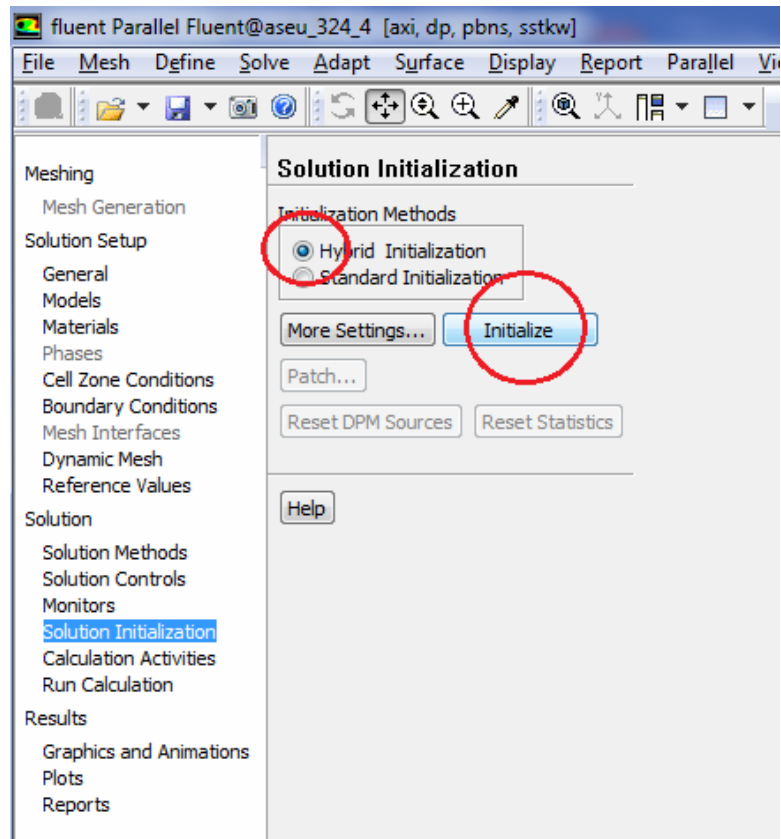 fluent Parallel Fluent@aseu_324_4 [axi, dp, pbns, sstkw]
File Mesh Define Solve Adapt Surface Display Report Parallel Vi
Meshing
Mesh Generation
Solution Setup
General
Models
Materials
Phases
Cell Zone Conditions
Boundary Conditions
Mesh Interfaces
Dynamic Mesh
Reference Values
Solution
Solution Methods
Solution Controls
Monitors
Solution Initialization
Calculation Activities
Run Calculation
Results
Graphics and Animations
Plots
Reports
Solution Initialization
Initialization Methods
Hybrid Initialization
Standard Initialization
More Settings... Initialize
Patch...
Reset DPM Sources Reset Statistics
Help